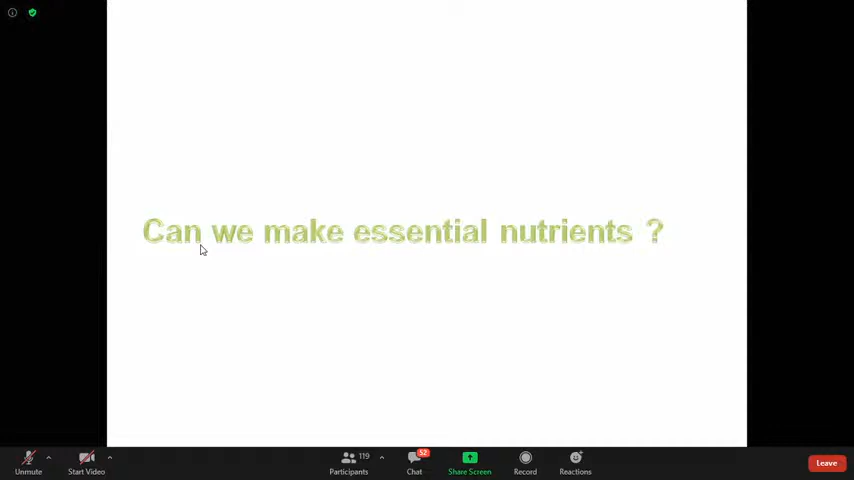 Can we make essential nutrients ?
119
52
Unmute
Start Video
Participants
Chat
Share Screen
Record
Reactions
Leave